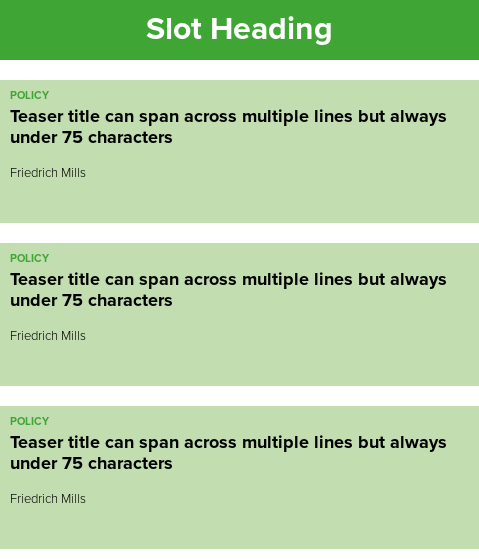 Slot Heading
POLICY
Teaser title can span across multiple lines but always
under 75 characters
Friedrich Mills
POLICY
Teaser title can span across multiple lines but always
under 75 characters
Friedrich Mills
POLICY
Teaser title can span across multiple lines but always
under 75 characters
Friedrich Mills